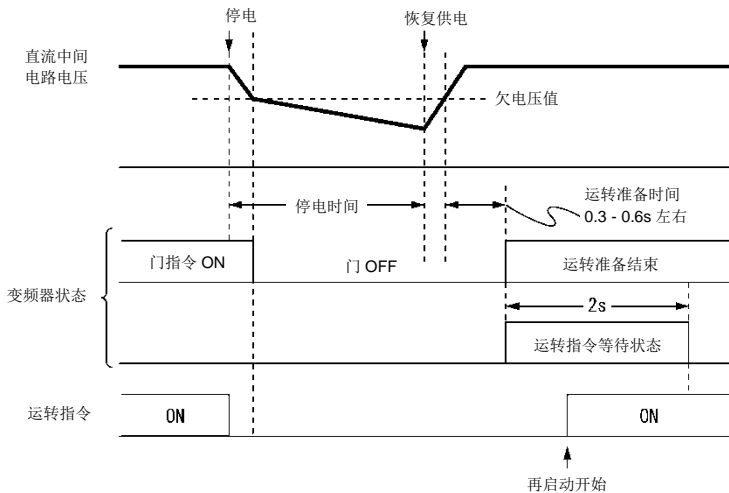 停电
恢复供电
直流中间
电路电压
欠电压值
停电时间
运转准备时间
0.3 - 0.6s 左右
门指令 ON
门 OFF
运转准备结束
变频器状态
2s
运转指令等待状态
运转指令
ON
ON
再启动开始